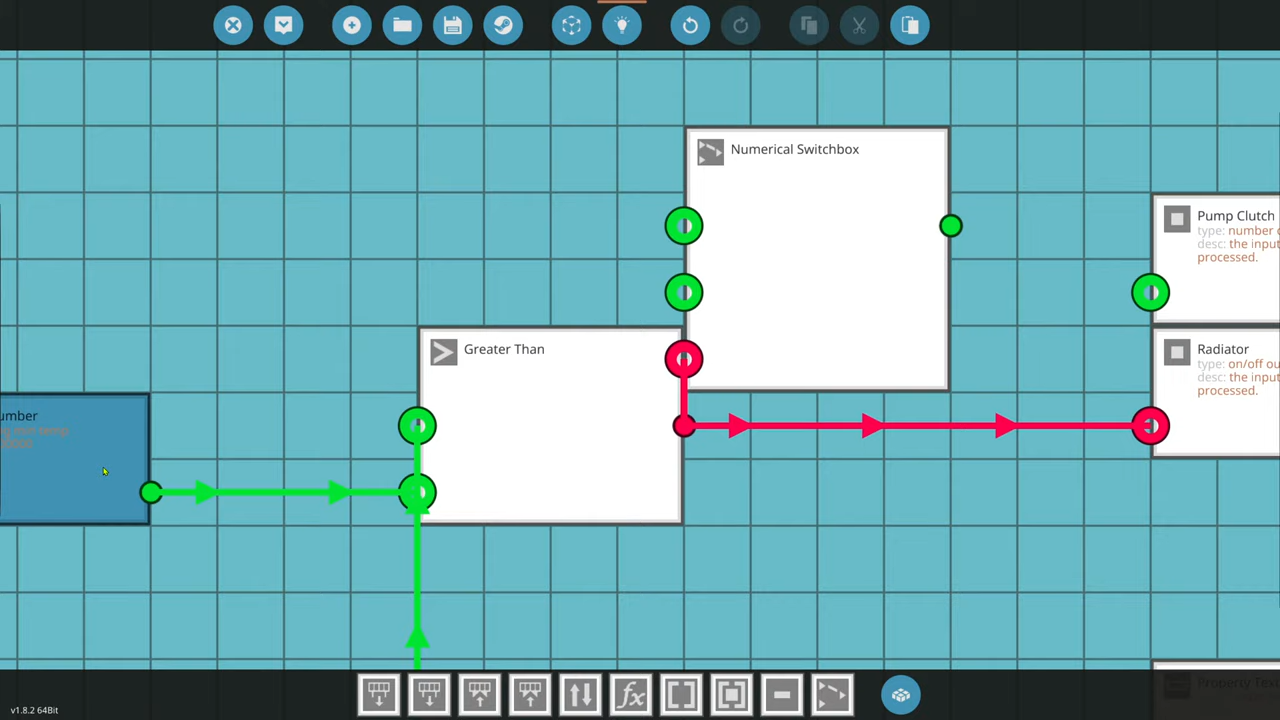 Numerical Switchbox
Pump Clutch
type: number
desc: the input
processed.
Greater Than
Radiator
type: on/off
desc: the input
processed.
umber
v1.8.2 64Bit